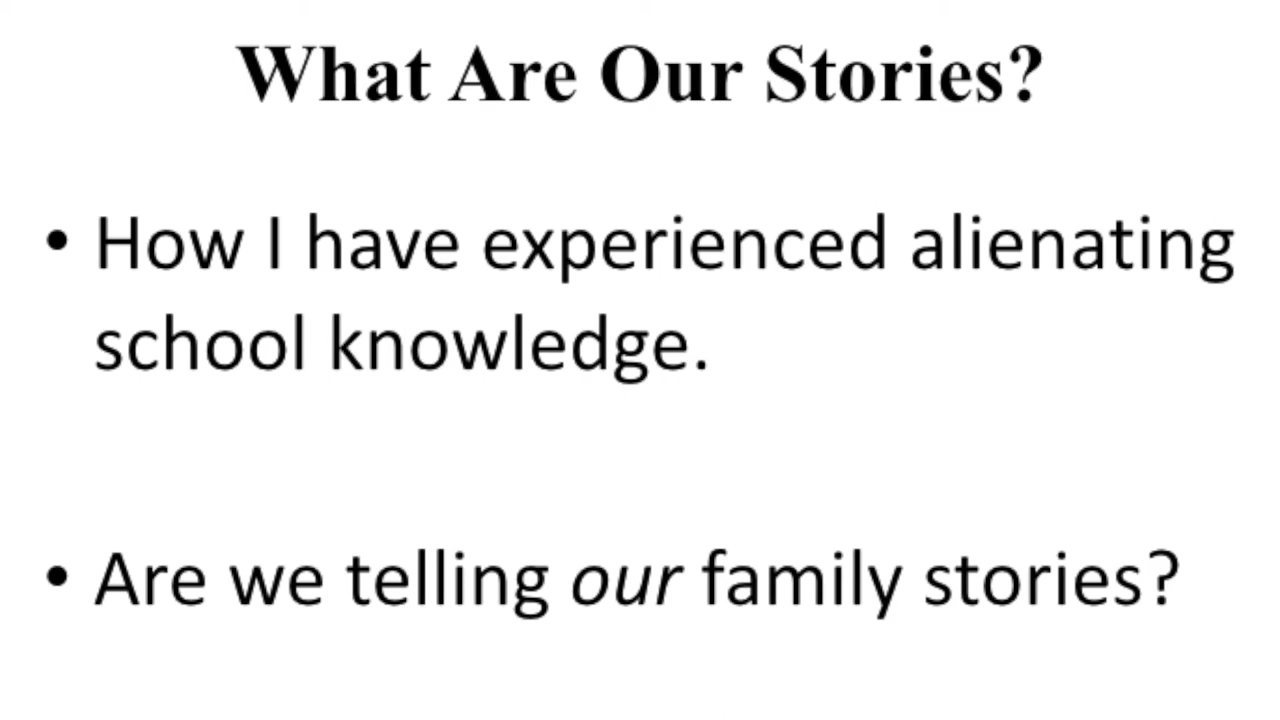 What Are Our Stories?
• How I have experienced alienating
school knowledge.
• Are we telling our family stories?